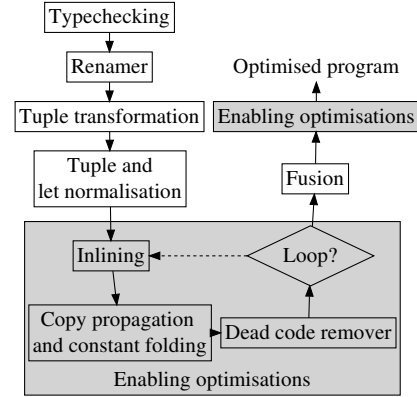 Typechecking
Renamer
Tuple transformation
Tuple and
let normalisation
Optimised program
Enabling optimisations
Fusion
Inlining
Loop?
Copy propagation
and constant folding
Dead code remover
Enabling optimisations